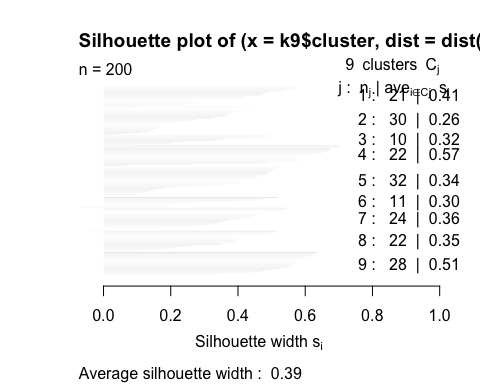 Silhouette plot of (x = k9$cluster, dist = dist(
n = 200
9 clusters Cj
j : nj | avei∈Cj si
1 : 21 | 0.41
2 : 30 | 0.26
3 : 10 | 0.32
4 : 22 | 0.57
5 : 32 | 0.34
6 : 11 | 0.30
7 : 24 | 0.36
8 : 22 | 0.35
9 : 28 | 0.51
0.0 0.2 0.4 0.6 0.8 1.0
Silhouette width si
Average silhouette width : 0.39